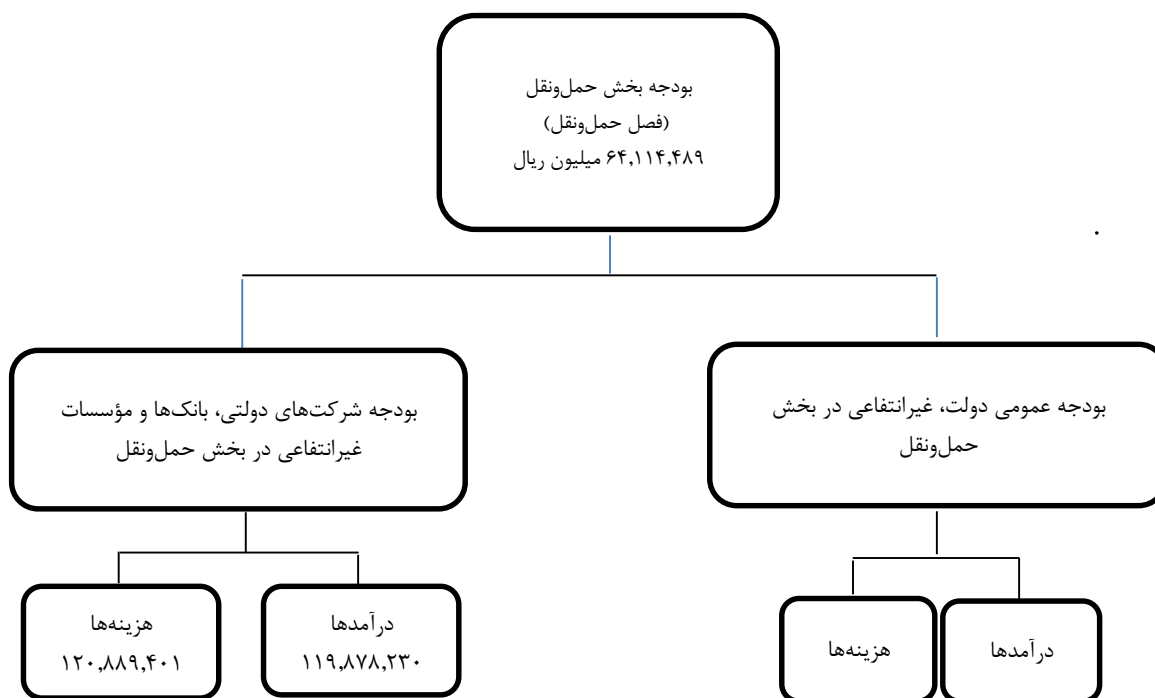 بودجه بخش حمل‌ونقل
(فصل حمل‌ونقل)
۶۴,۱۱۴,۴۸۹ میلیون ریال
.
بودجه عمومی دولت، غیرانتفاعی در بخش
حمل‌ونقل
بودجه شرکت‌های دولتی، بانک‌ها و مؤسسات
غیرانتفاعی در بخش حمل‌ونقل
درآمدها
هزینه‌ها
درآمدها
۱۱۹,۸۷۸,۲۳۰
هزینه‌ها
۱۲۰,۸۸۹,۴۰۱